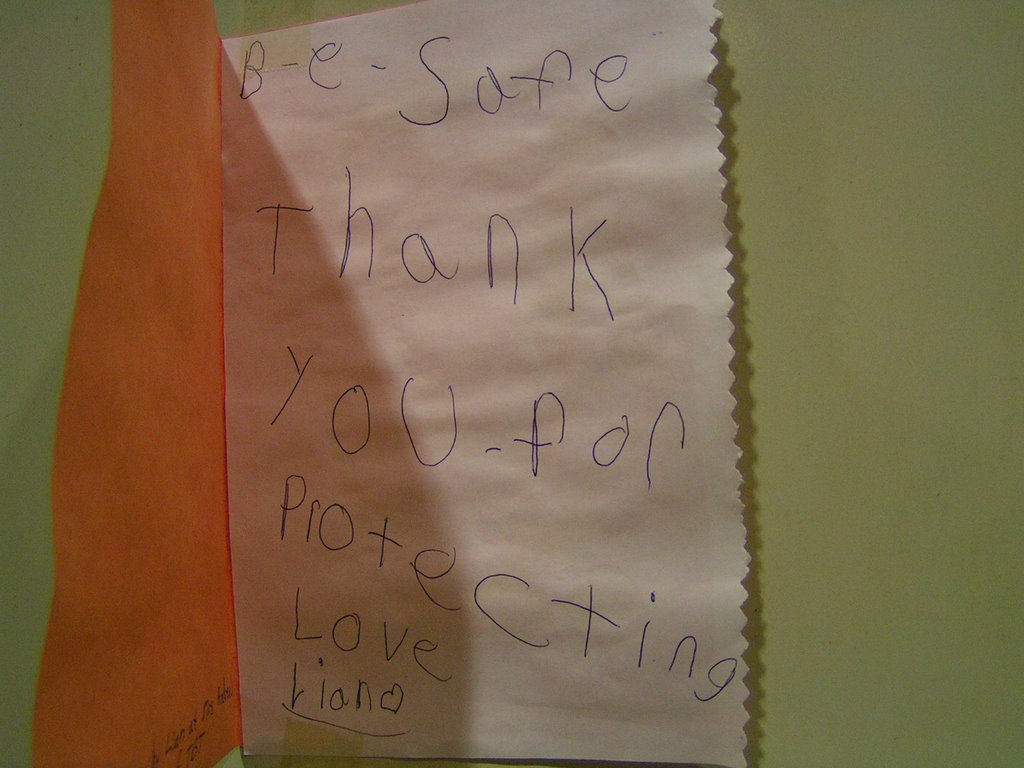 B-e-Safe
Thank
you-for
Protecting
Love
Liana